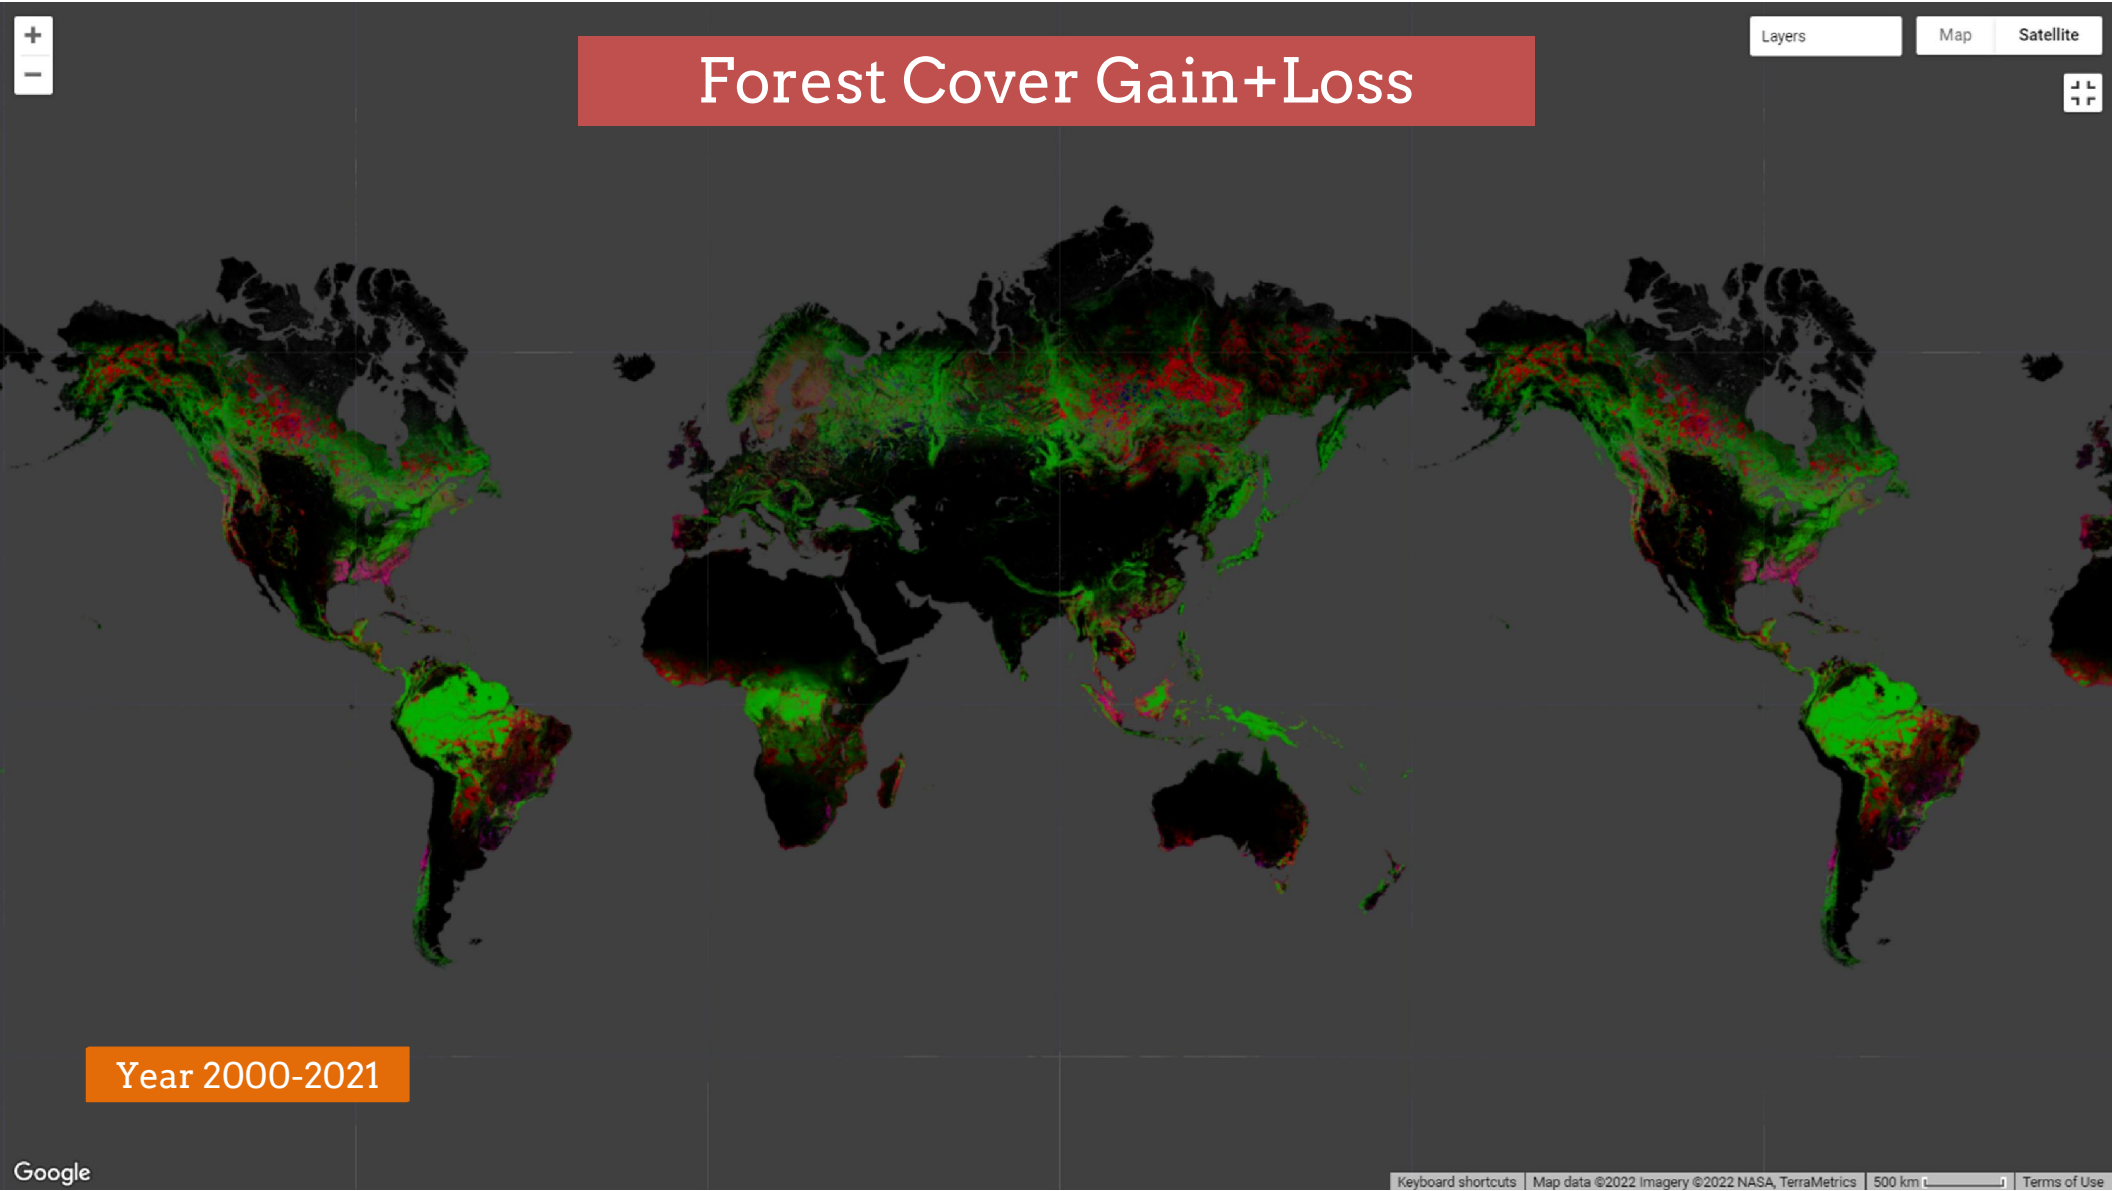 +
−
Forest Cover Gain+Loss
Layers
Map
Satellite
Year 2000-2021
Google
Keyboard shortcuts
Map data ©2022 Imagery ©2022 NASA, TerraMetrics
500 km
Terms of Use